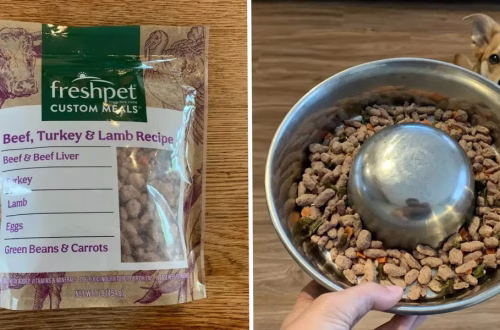 freshpet
CUSTOM MEALS
Beef, Turkey & Lamb Recipe
Beef & Beef Liver
Turkey
Lamb
Eggs
Green Beans & Carrots